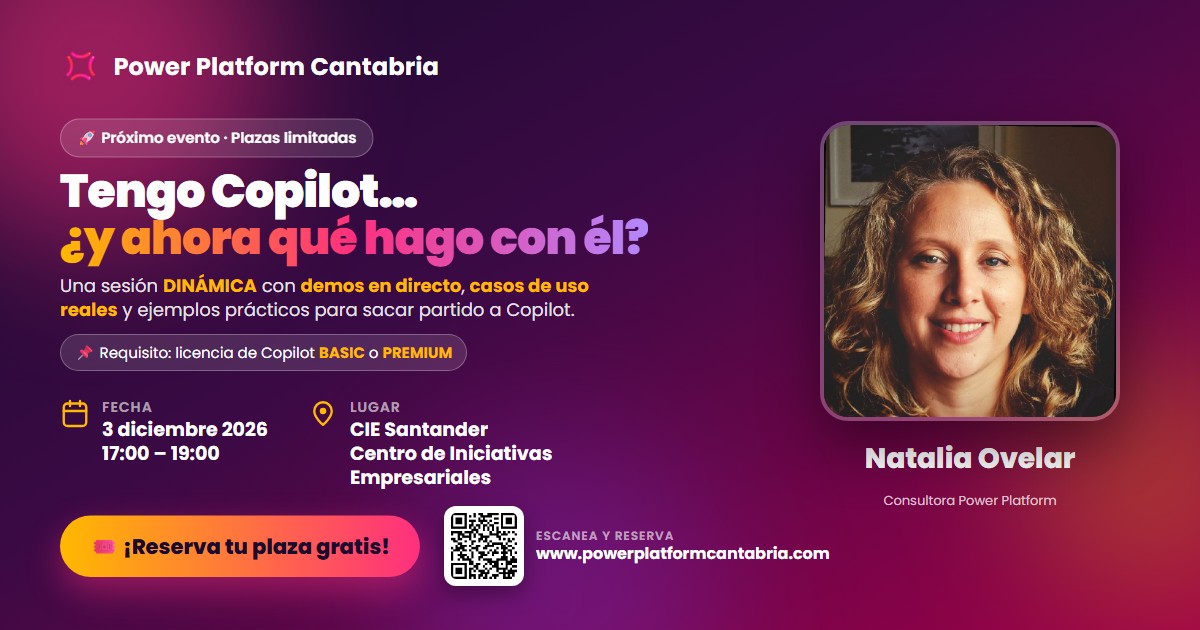 Power Platform Cantabria
🚀 Próximo evento · Plazas limitadas
Tengo Copilot...
¿y ahora qué hago con él?
Una sesión DINÁMICA con demos en directo, casos de uso
reales y ejemplos prácticos para sacar partido a Copilot.
📌 Requisito: licencia de Copilot BASIC o PREMIUM
FECHA
3 diciembre 2026
17:00 – 19:00
LUGAR
CIE Santander
Centro de Iniciativas
Empresariales
🎟️ ¡Reserva tu plaza gratis!
ESCANEA Y RESERVA
www.powerplatformcantabria.com
Natalia Ovelar
Consultora Power Platform